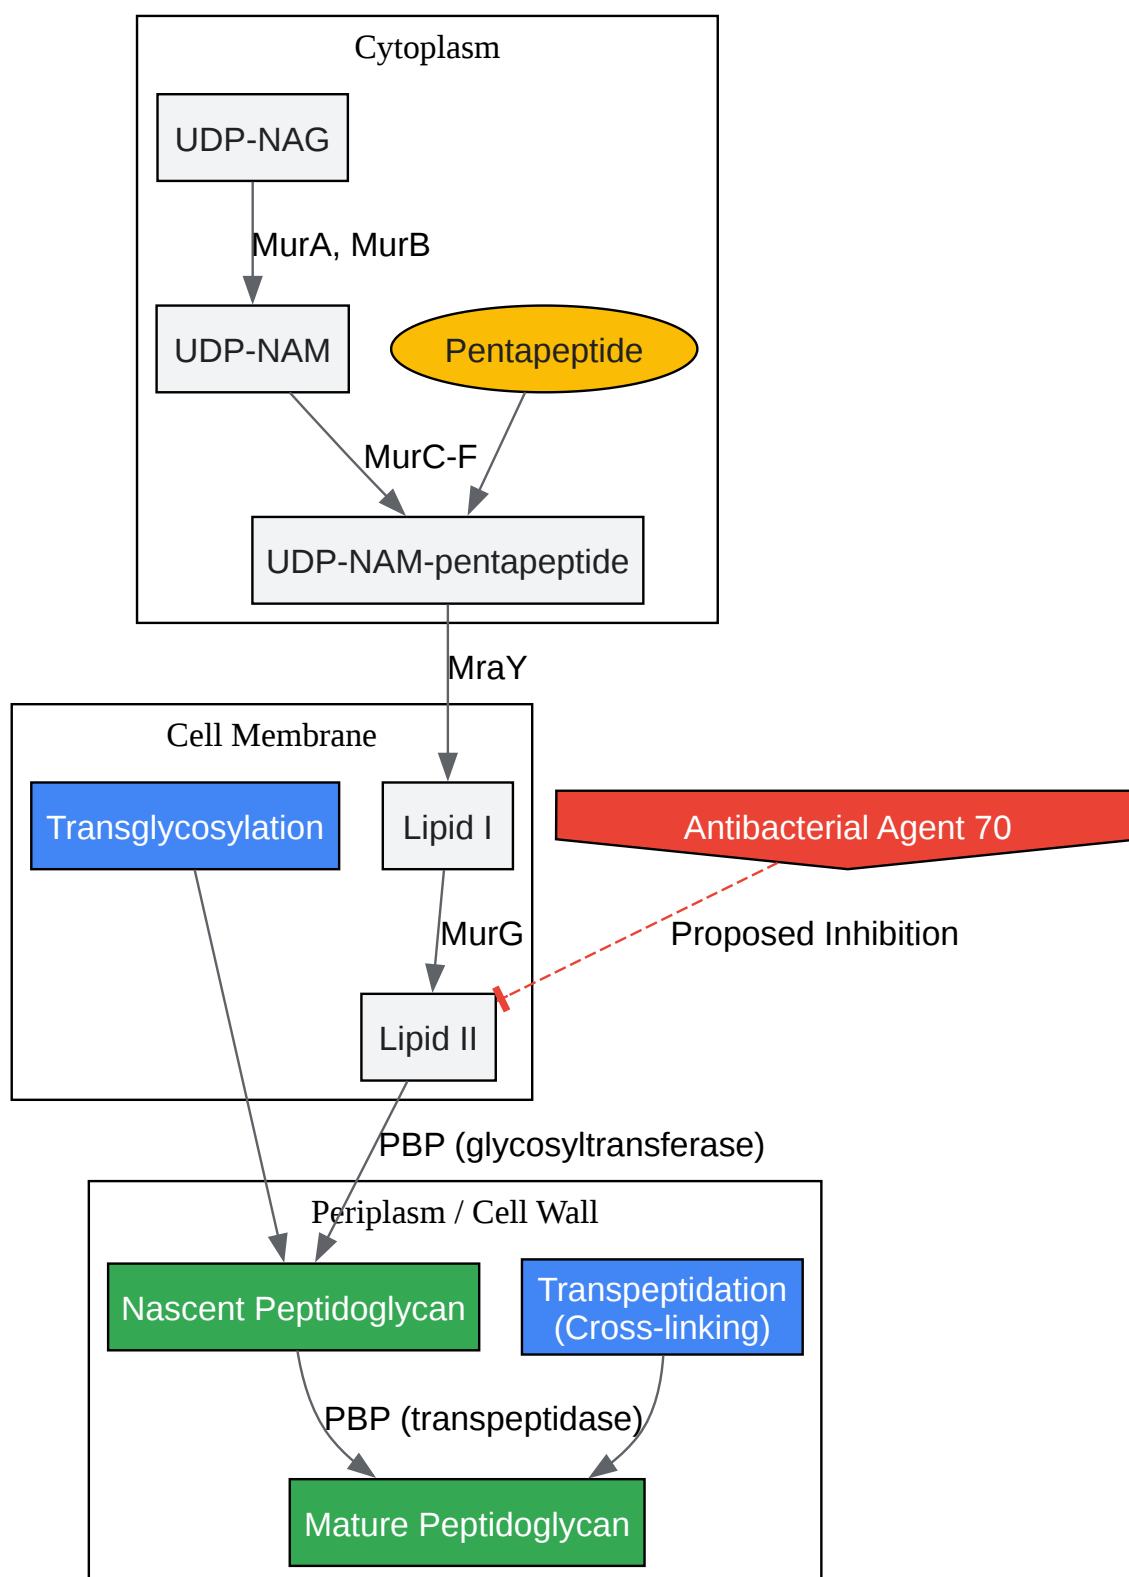 Cytoplasm
UDP-NAG
MurA, MurB
UDP-NAM
Pentapeptide
MurC-F
UDP-NAM-pentapeptide
MraY
Cell Membrane
Transglycosylation
Lipid I
Antibacterial Agent 70
MurG
Proposed Inhibition
Lipid II
PBP (glycosyltransferase)
Periplasm / Cell Wall
Nascent Peptidoglycan
Transpeptidation
(Cross-linking)
PBP (transpeptidase)
Mature Peptidoglycan